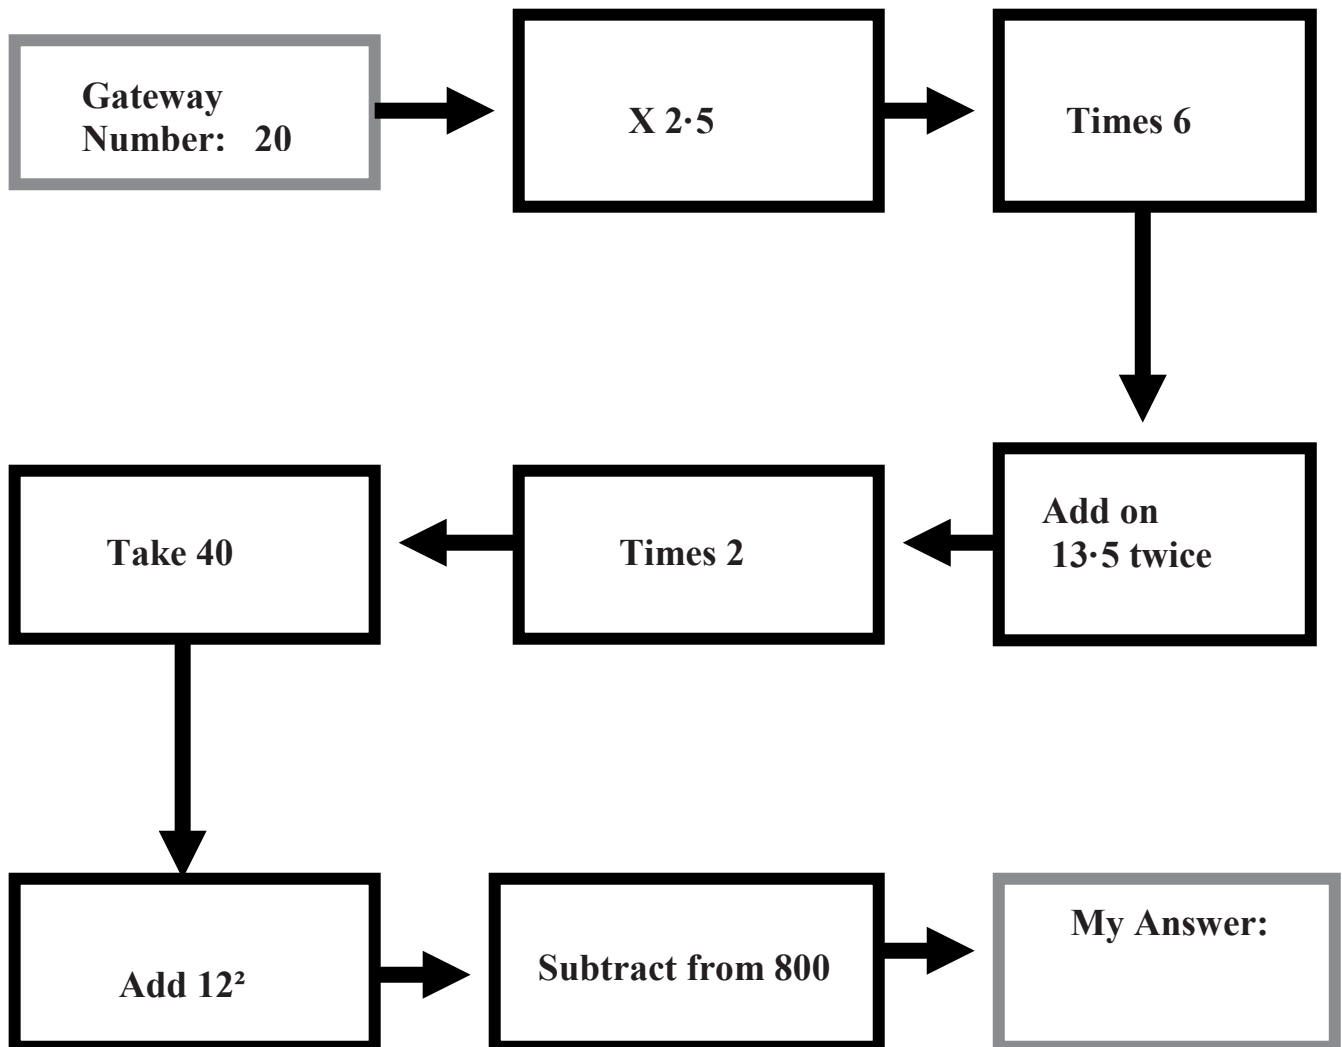 Gateway
Number: 20
X 2·5
Times 6
Add on
13·5 twice
Times 2
Take 40
Add 12²
Subtract from 800
My Answer: